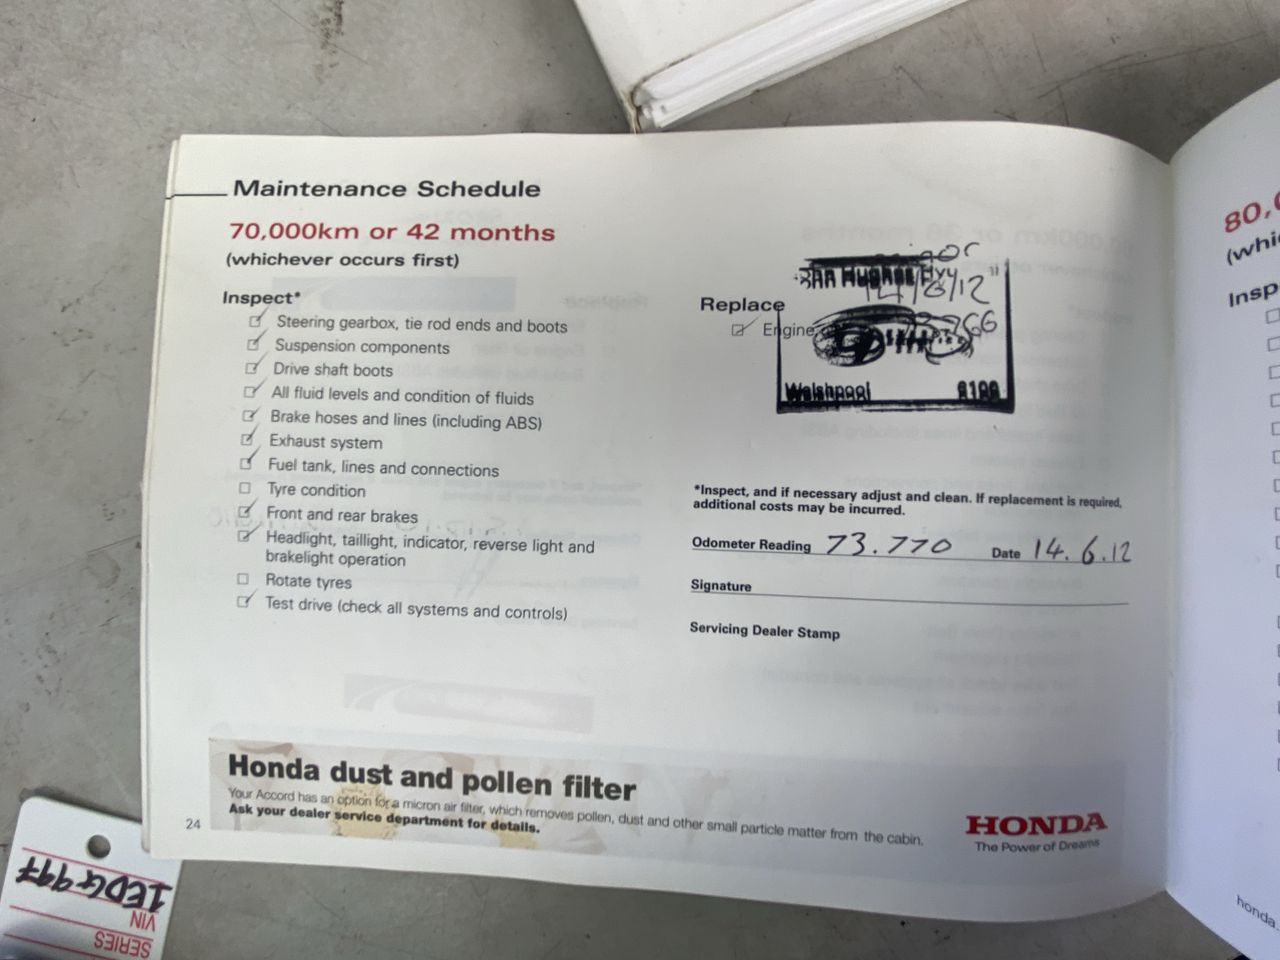 Maintenance Schedule
70,000km or 42 months
(whichever occurs first)
Inspect*
Steering gearbox, tie rod ends and boots
Suspension components
Drive shaft boots
All fluid levels and condition of fluids
Brake hoses and lines (including ABS)
Exhaust system
Fuel tank, lines and connections
Tyre condition
Front and rear brakes
Headlight, taillight, indicator, reverse light and
brakelight operation
Rotate tyres
Test drive (check all systems and controls)
Replace
Engine
14/6/12
Welshpool 6106
*Inspect, and if necessary adjust and clean. If replacement is required,
additional costs may be incurred.
Odometer Reading 73.770 Date 14.6.12
Signature
Servicing Dealer Stamp
Honda dust and pollen filter
Your Accord has an option for a micron air filter, which removes pollen, dust and other small particle matter from the cabin.
Ask your dealer service department for details.
24
HONDA
The Power of Dreams
80,
(whi
Insp
honda.
1EDG997
VIN
SERIES